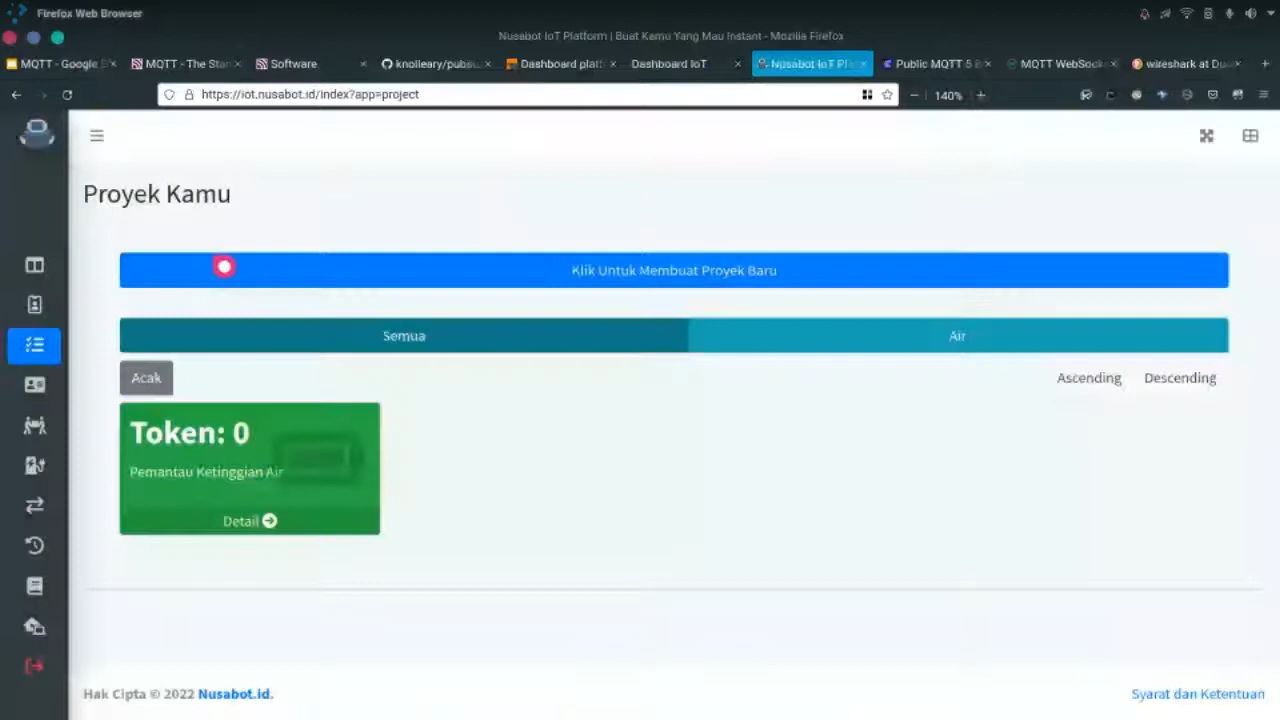 Firefox Web Browser
Nusabot IoT Platform | Buat Kamu Yang Mau Instant - Mozilla Firefox
MQTT - Google
MQTT - The Star
Software
knolleary/pubsu
Dashboard platf
Dashboard IoT
Nusabot IoT Pl
Public MQTT 5 B
MQTT WebSock
wireshark at Du
https://iot.nusabot.id/index?app=project
140%
Proyek Kamu
Klik Untuk Membuat Proyek Baru
Semua
Air
Acak
Ascending
Descending
Token: 0
Pemantau Ketinggian Air
Detail
Hak Cipta © 2022 Nusabot.id.
Syarat dan Ketentuan